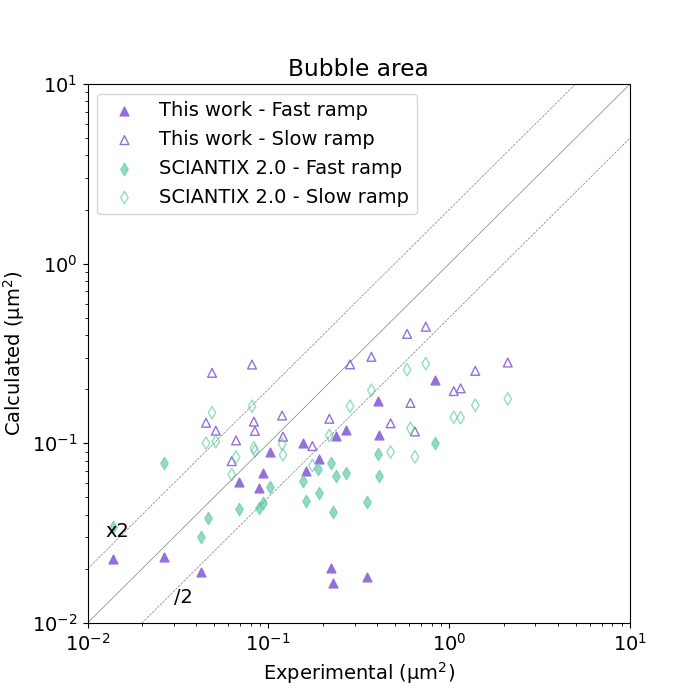 Bubble area
This work - Fast ramp
This work - Slow ramp
SCIANTIX 2.0 - Fast ramp
SCIANTIX 2.0 - Slow ramp
10¹
10⁰
10⁻¹
10⁻²
Calculated (μm²)
x2
/2
10⁻² 10⁻¹ 10⁰ 10¹
Experimental (μm²)